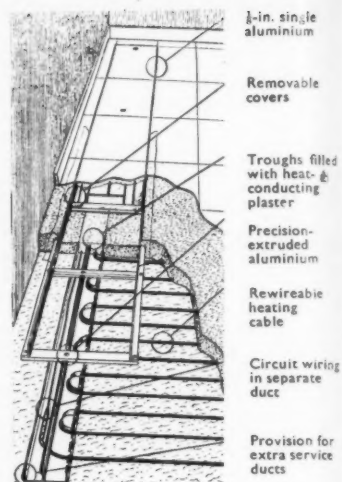 ⅛-in. single
aluminium
Removable
covers
Troughs filled
with heat-
conducting
plaster
Precision-
extruded
aluminium
Rewireable
heating
cable
Circuit wiring
in separate
duct
Provision for
extra service
ducts